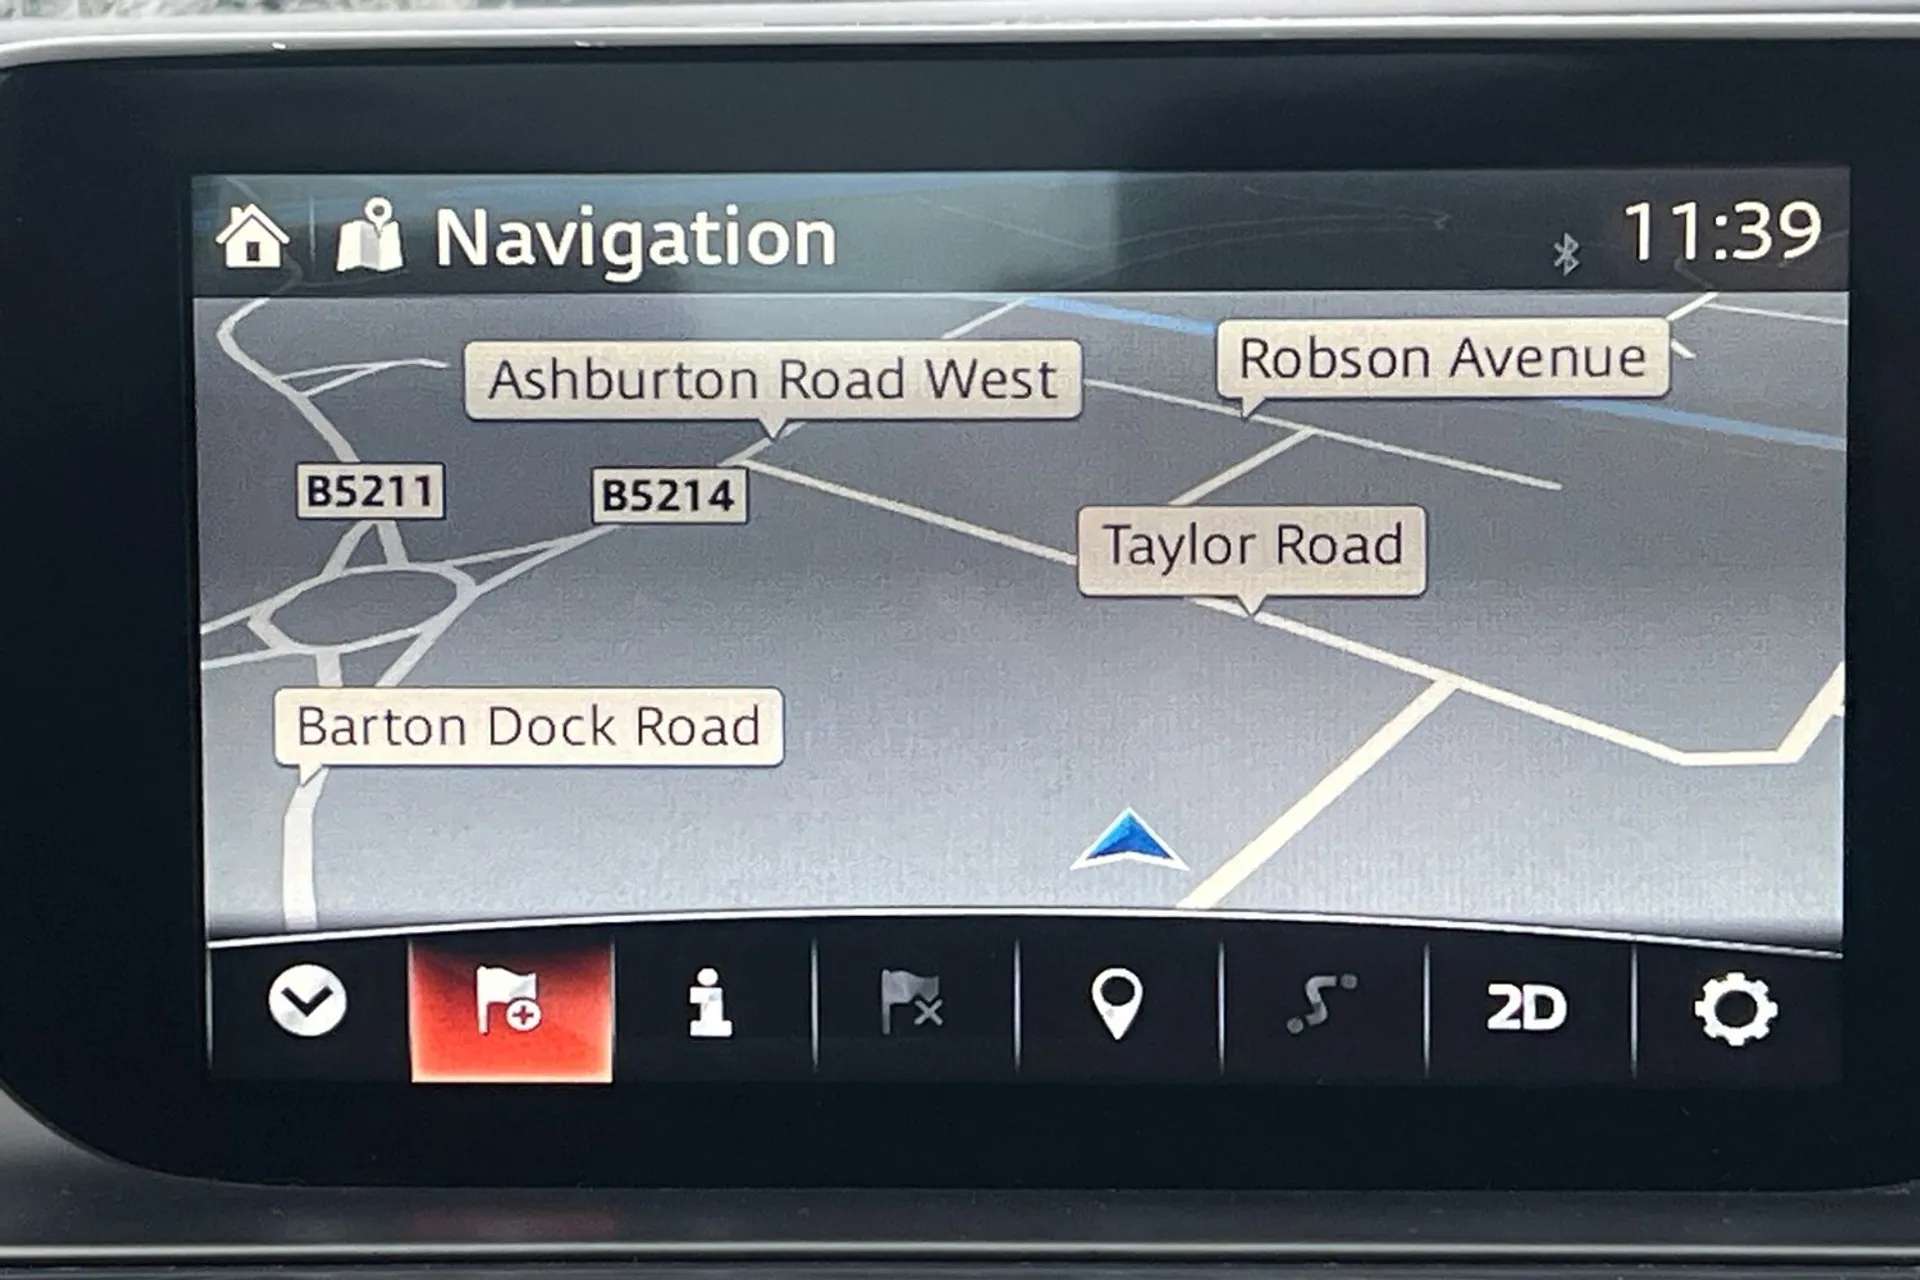 Navigation
11:39
Robson Avenue
Ashburton Road West
B5211
B5214
Taylor Road
Barton Dock Road
2D